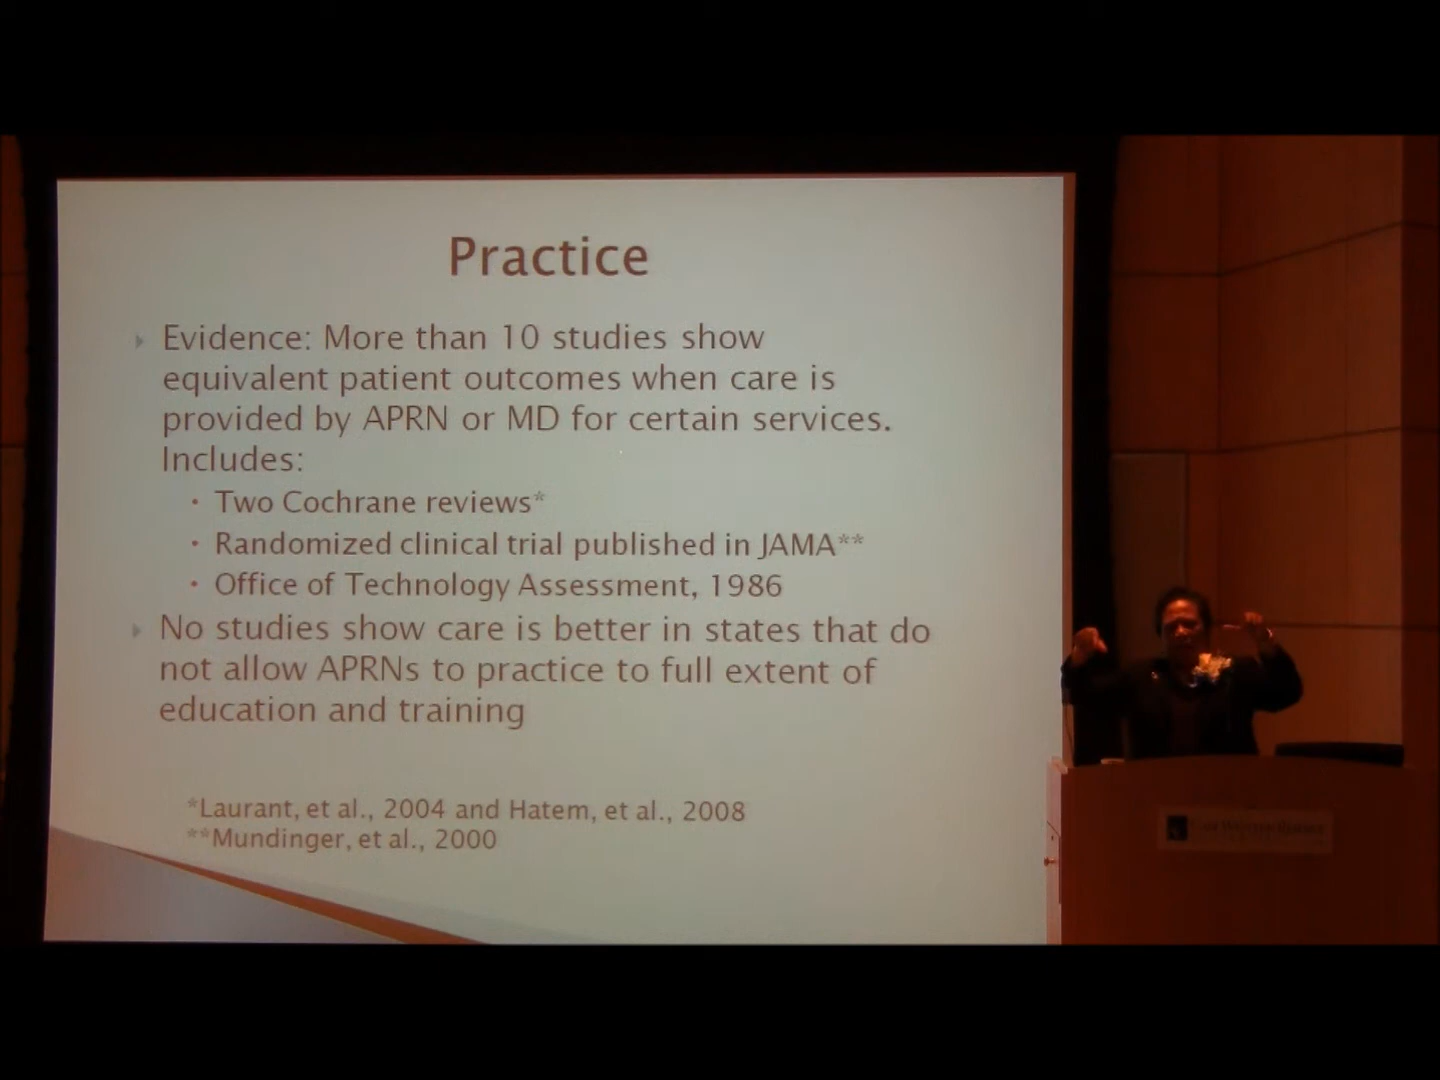 Practice
Evidence: More than 10 studies show
equivalent patient outcomes when care is
provided by APRN or MD for certain services.
Includes:
Two Cochrane reviews*
Randomized clinical trial published in JAMA**
Office of Technology Assessment, 1986
No studies show care is better in states that do
not allow APRNs to practice to full extent of
education and training
*Laurant, et al., 2004 and Hatem, et al., 2008
**Mundinger, et al., 2000